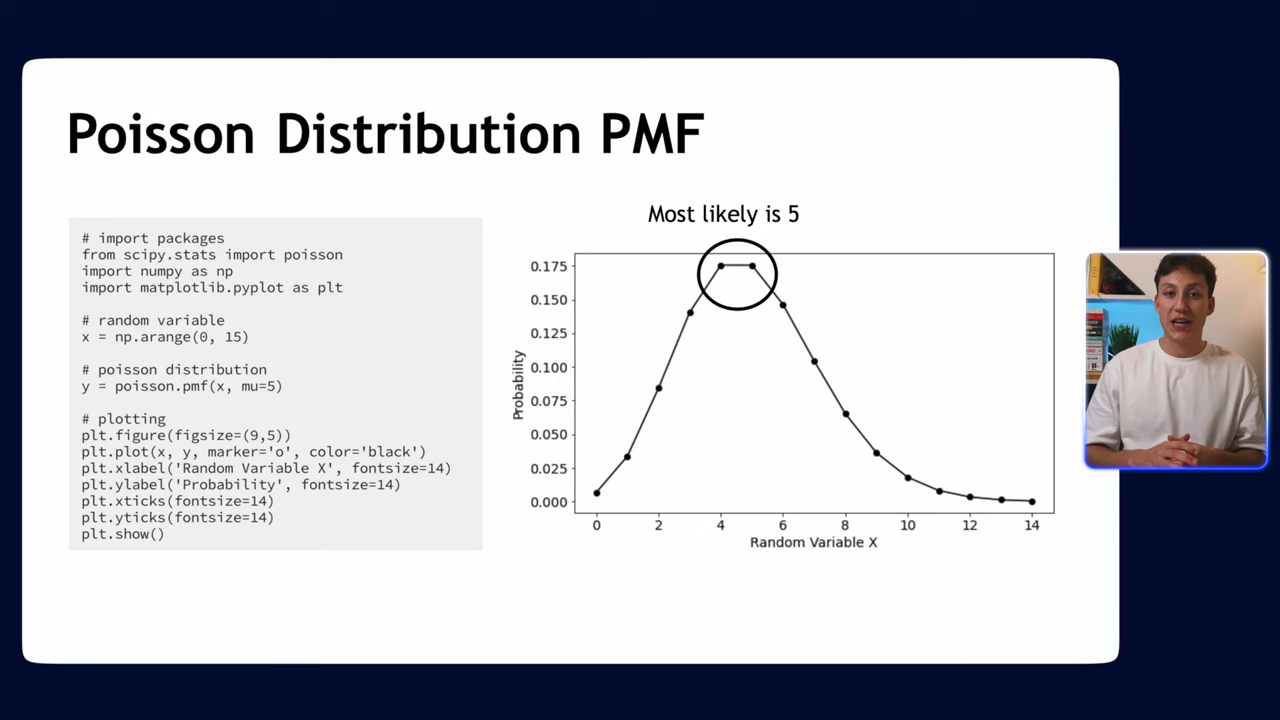 Poisson Distribution PMF
# import packages
from scipy.stats import poisson
import numpy as np
import matplotlib.pyplot as plt
# random variable
x = np.arange(0, 15)
# poisson distribution
y = poisson.pmf(x, mu=5)
# plotting
plt.figure(figsize=(9,5))
plt.plot(x, y, marker='o', color='black')
plt.xlabel('Random Variable X', fontsize=14)
plt.ylabel('Probability', fontsize=14)
plt.xticks(fontsize=14)
plt.yticks(fontsize=14)
plt.show()
Most likely is 5
Probability
0.175
0.150
0.125
0.100
0.075
0.050
0.025
0.000
0 2 4 6 8 10 12 14
Random Variable X